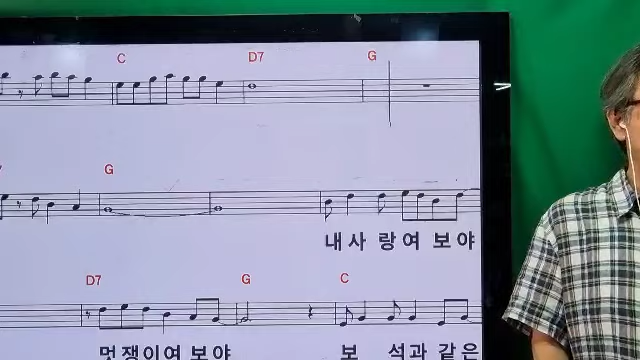 C D7 G
G
내 사 랑 여 보 야
D7 G C
멋 쟁이여 보야 보 석과 같은